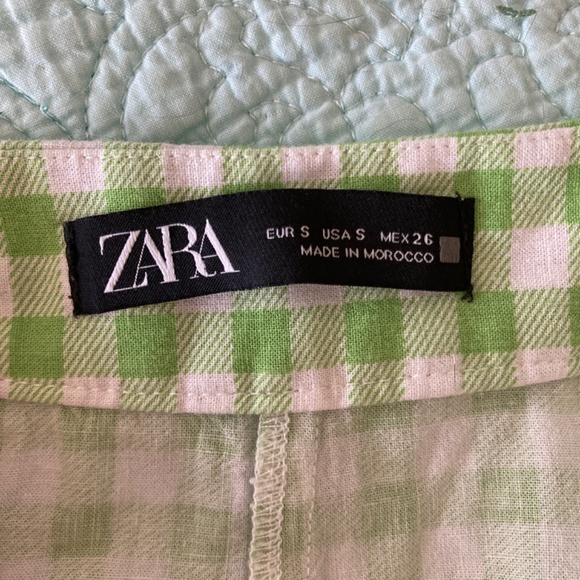 ZARA
EUR S USA S MEX 26
MADE IN MOROCCO